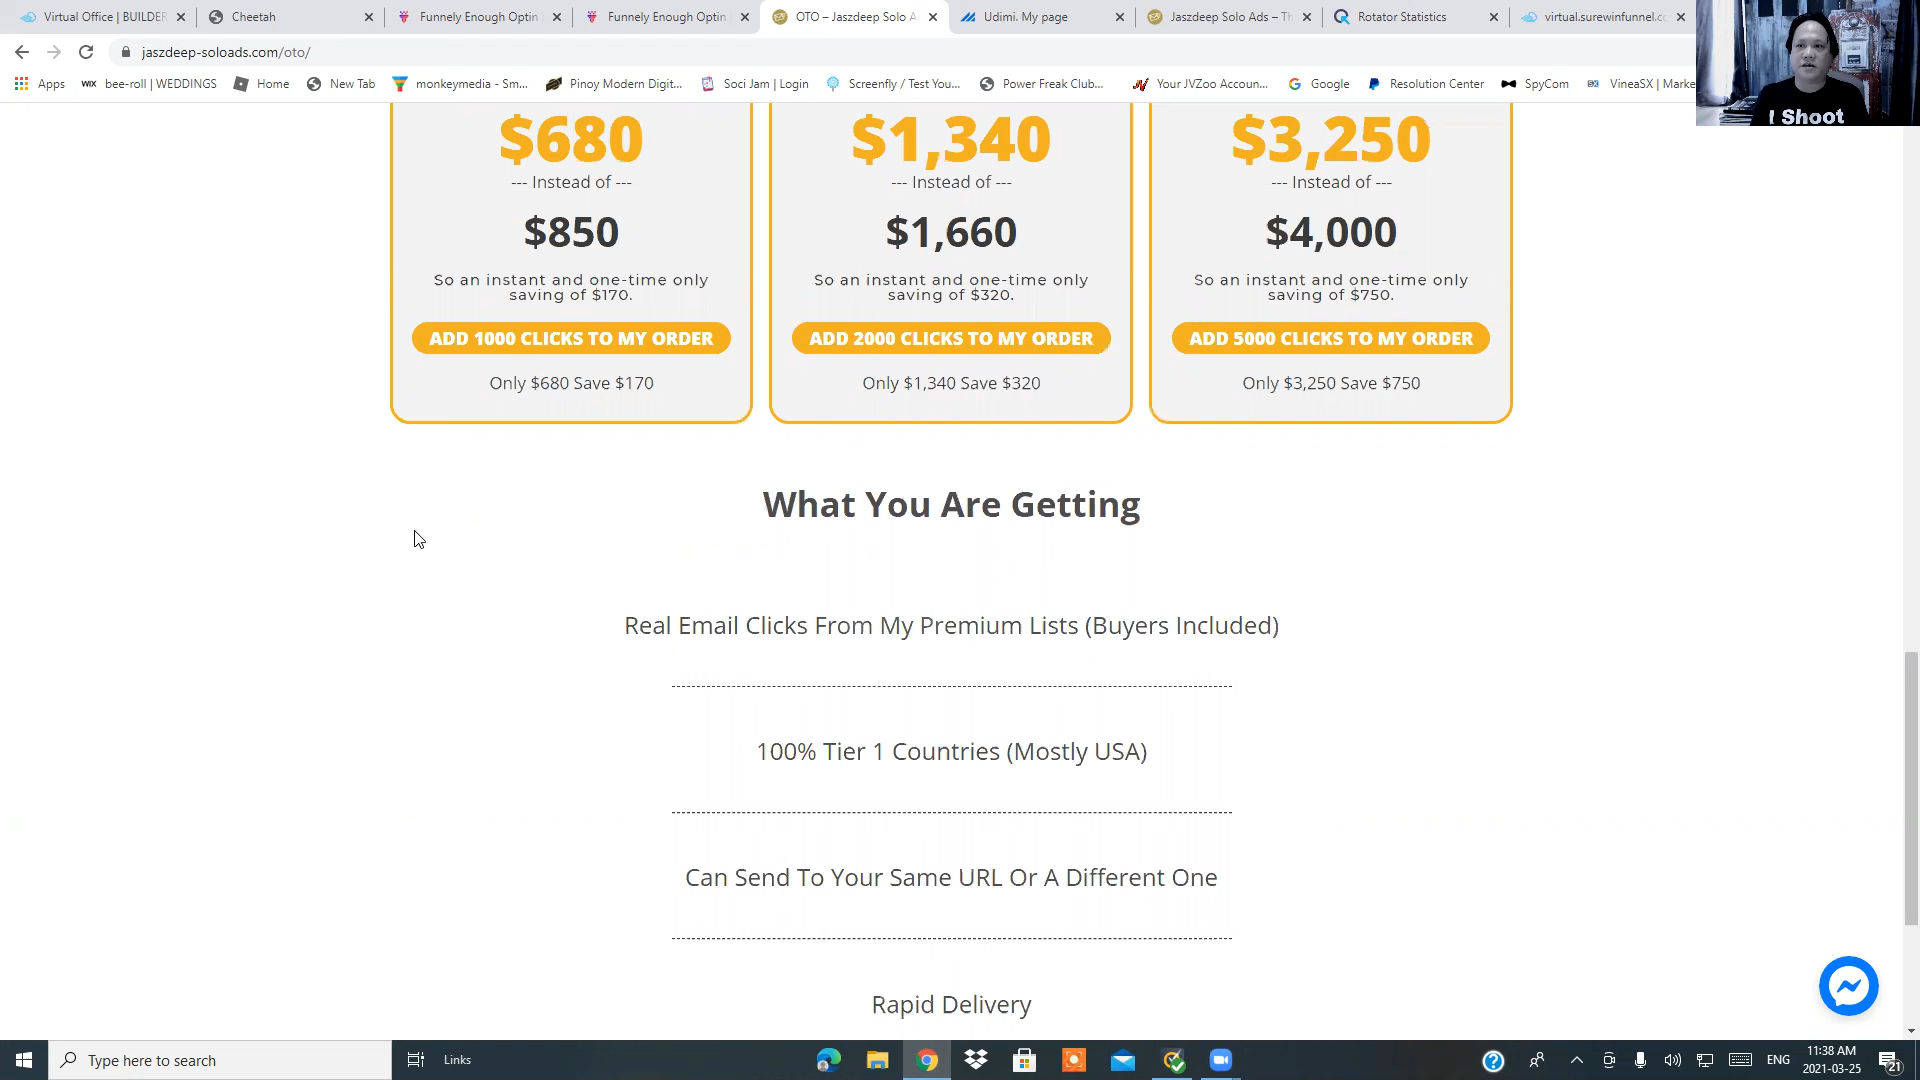 Virtual Office | BUILDER
Cheetah
Funnely Enough Optin
Funnely Enough Optin
OTO – Jaszdeep Solo A
Udimi. My page
Jaszdeep Solo Ads – Th
Rotator Statistics
virtual.surewinfunnel.cc
jaszdeep-soloads.com/oto/
Apps
WIX
bee-roll | WEDDINGS
Home
New Tab
monkeymedia - Sm...
Pinoy Modern Digit...
Soci Jam | Login
Screenfly / Test You...
Power Freak Club...
Your JVZoo Accoun...
Google
Resolution Center
SpyCom
VineaSX | Marke
I Shoot
$680
--- Instead of ---
$850
So an instant and one-time only
saving of $170.
ADD 1000 CLICKS TO MY ORDER
Only $680 Save $170
$1,340
--- Instead of ---
$1,660
So an instant and one-time only
saving of $320.
ADD 2000 CLICKS TO MY ORDER
Only $1,340 Save $320
$3,250
--- Instead of ---
$4,000
So an instant and one-time only
saving of $750.
ADD 5000 CLICKS TO MY ORDER
Only $3,250 Save $750
What You Are Getting
Real Email Clicks From My Premium Lists (Buyers Included)
100% Tier 1 Countries (Mostly USA)
Can Send To Your Same URL Or A Different One
Rapid Delivery
Type here to search
Links
ENG
11:38 AM
2021-03-25
21